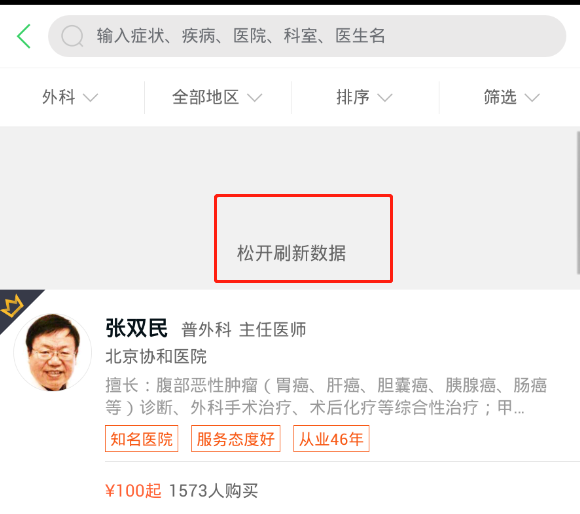 输入症状、疾病、医院、科室、医生名
外科 全部地区 排序 筛选
松开刷新数据
张双民 普外科 主任医师
北京协和医院
擅长：腹部恶性肿瘤（胃癌、肝癌、胆囊癌、胰腺癌、肠癌
等）诊断、外科手术治疗、术后化疗等综合性治疗；甲...
知名医院 服务态度好 从业46年
¥100起 1573人购买